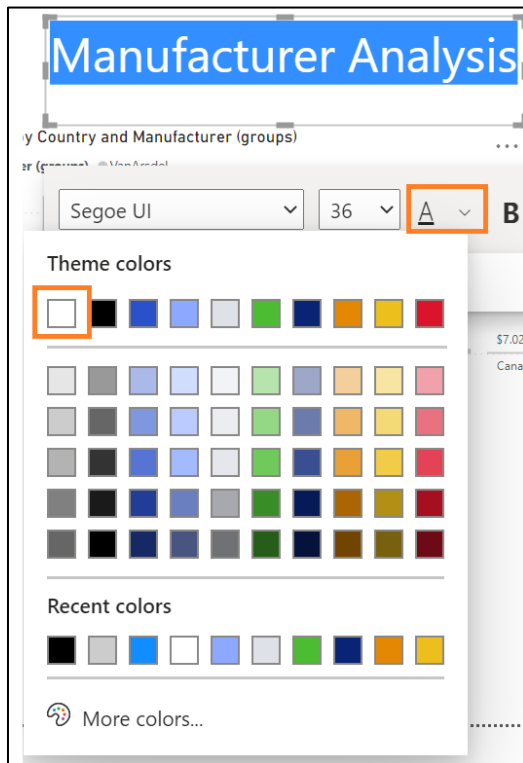 Manufacturer Analysis
y Country and Manufacturer (groups)
er (groups) VanArsdel
Segoe UI 36 A B
Theme colors
$7.02
Cana
Recent colors
More colors...